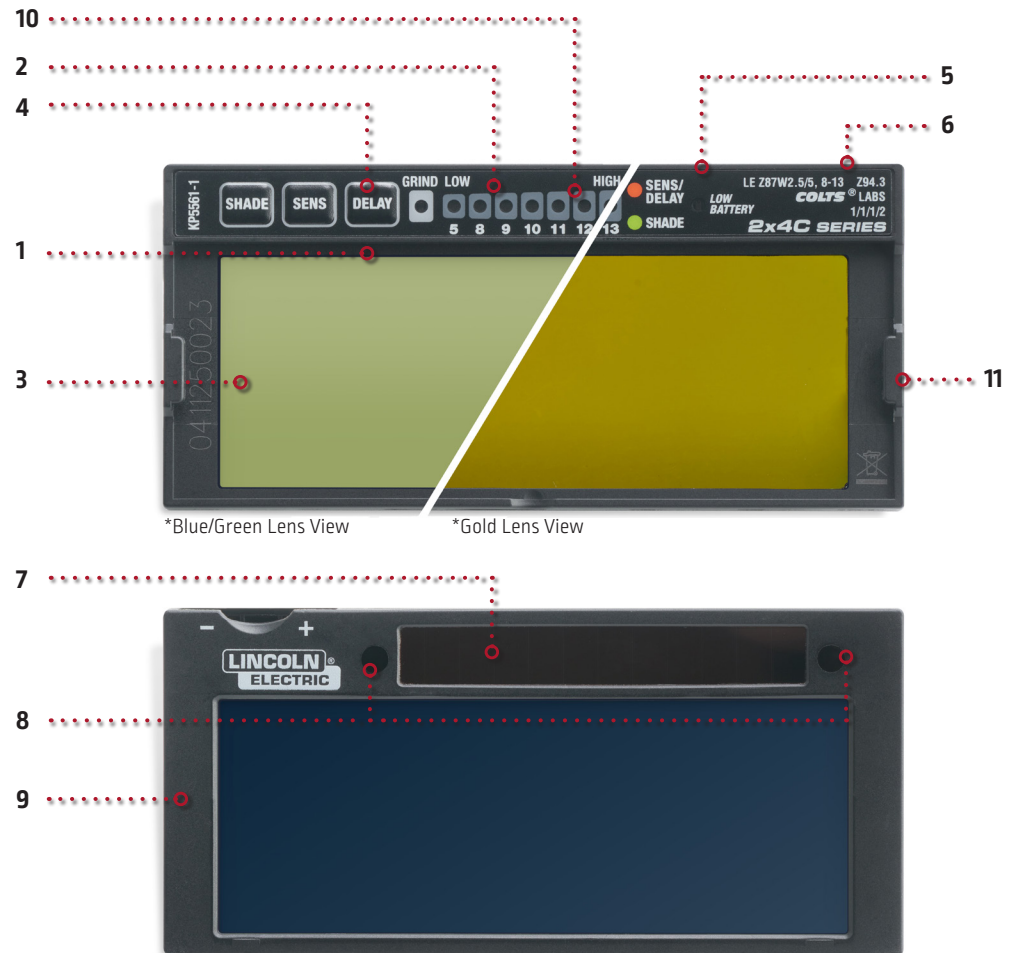 10
2
4
5
6
KP5561-1
SHADE
SENS
DELAY
GRIND LOW
HIGH
5 8 9 10 11 12 13
SENS/
DELAY
SHADE
LOW
BATTERY
LE Z87W2.5/5, 8-13 Z94.3
COLTS ® LABS
1/1/1/2
2x4C SERIES
1
3
11
0411250023
*Blue/Green Lens View
*Gold Lens View
7
- +
LINCOLN ®
ELECTRIC
8
9